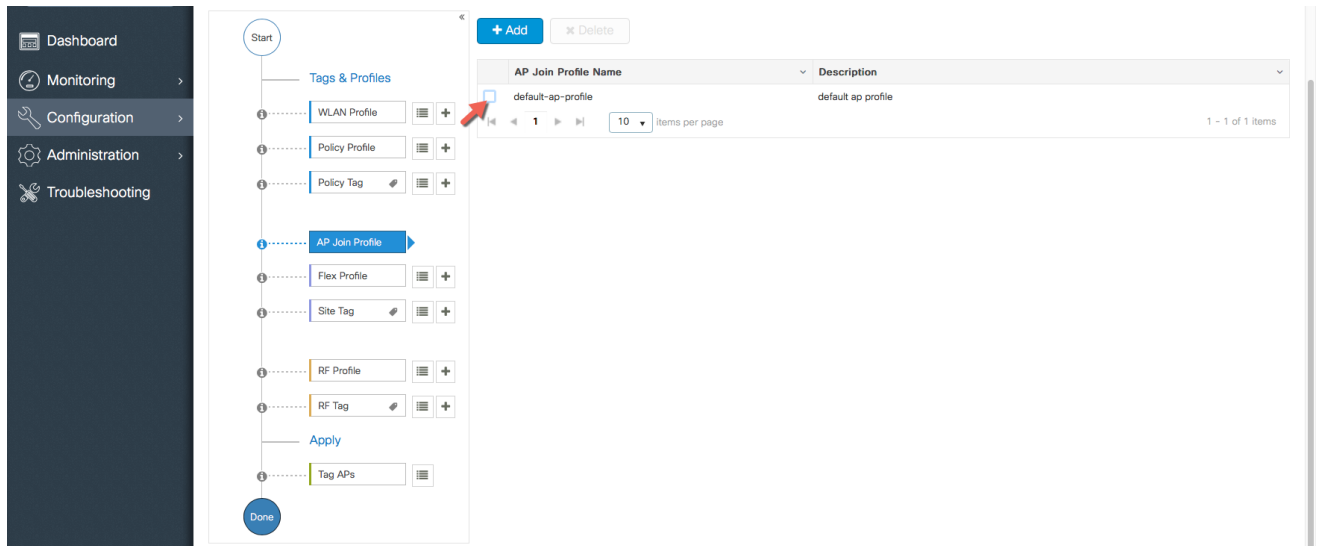 Dashboard
Monitoring
Configuration
Administration
Troubleshooting
Start
Tags & Profiles
WLAN Profile
Policy Profile
Policy Tag
AP Join Profile
Flex Profile
Site Tag
RF Profile
RF Tag
Apply
Tag APs
Done
+ Add
✖ Delete
AP Join Profile Name Description
default-ap-profile default ap profile
1 10 items per page 1 - 1 of 1 items